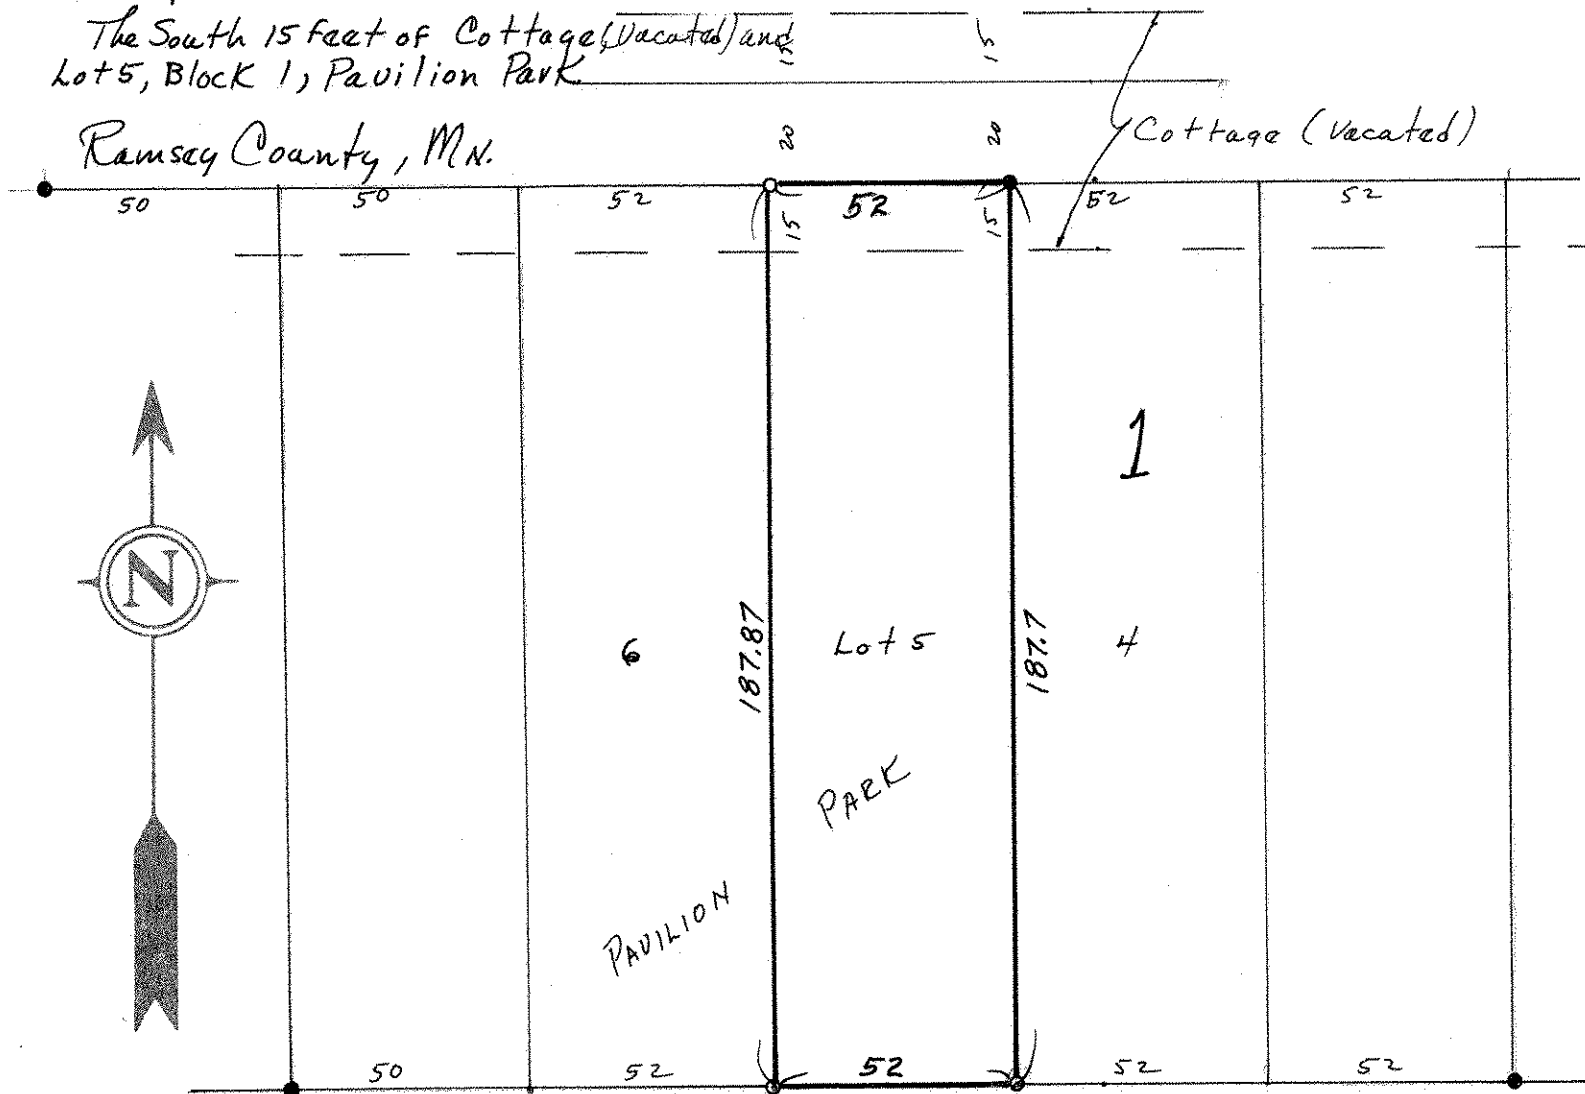 The South 15 feet of Cottage (Vacated) and
15 15
Lot 5, Block 1, Pavilion Park
Ramsey County, MN.
20 20
Cottage (Vacated)
50 50 52 52 52 52
15 15
1
N
6 187.87 Lot 5 187.7 4
PARK
PAVILION
50 52 52 52 52